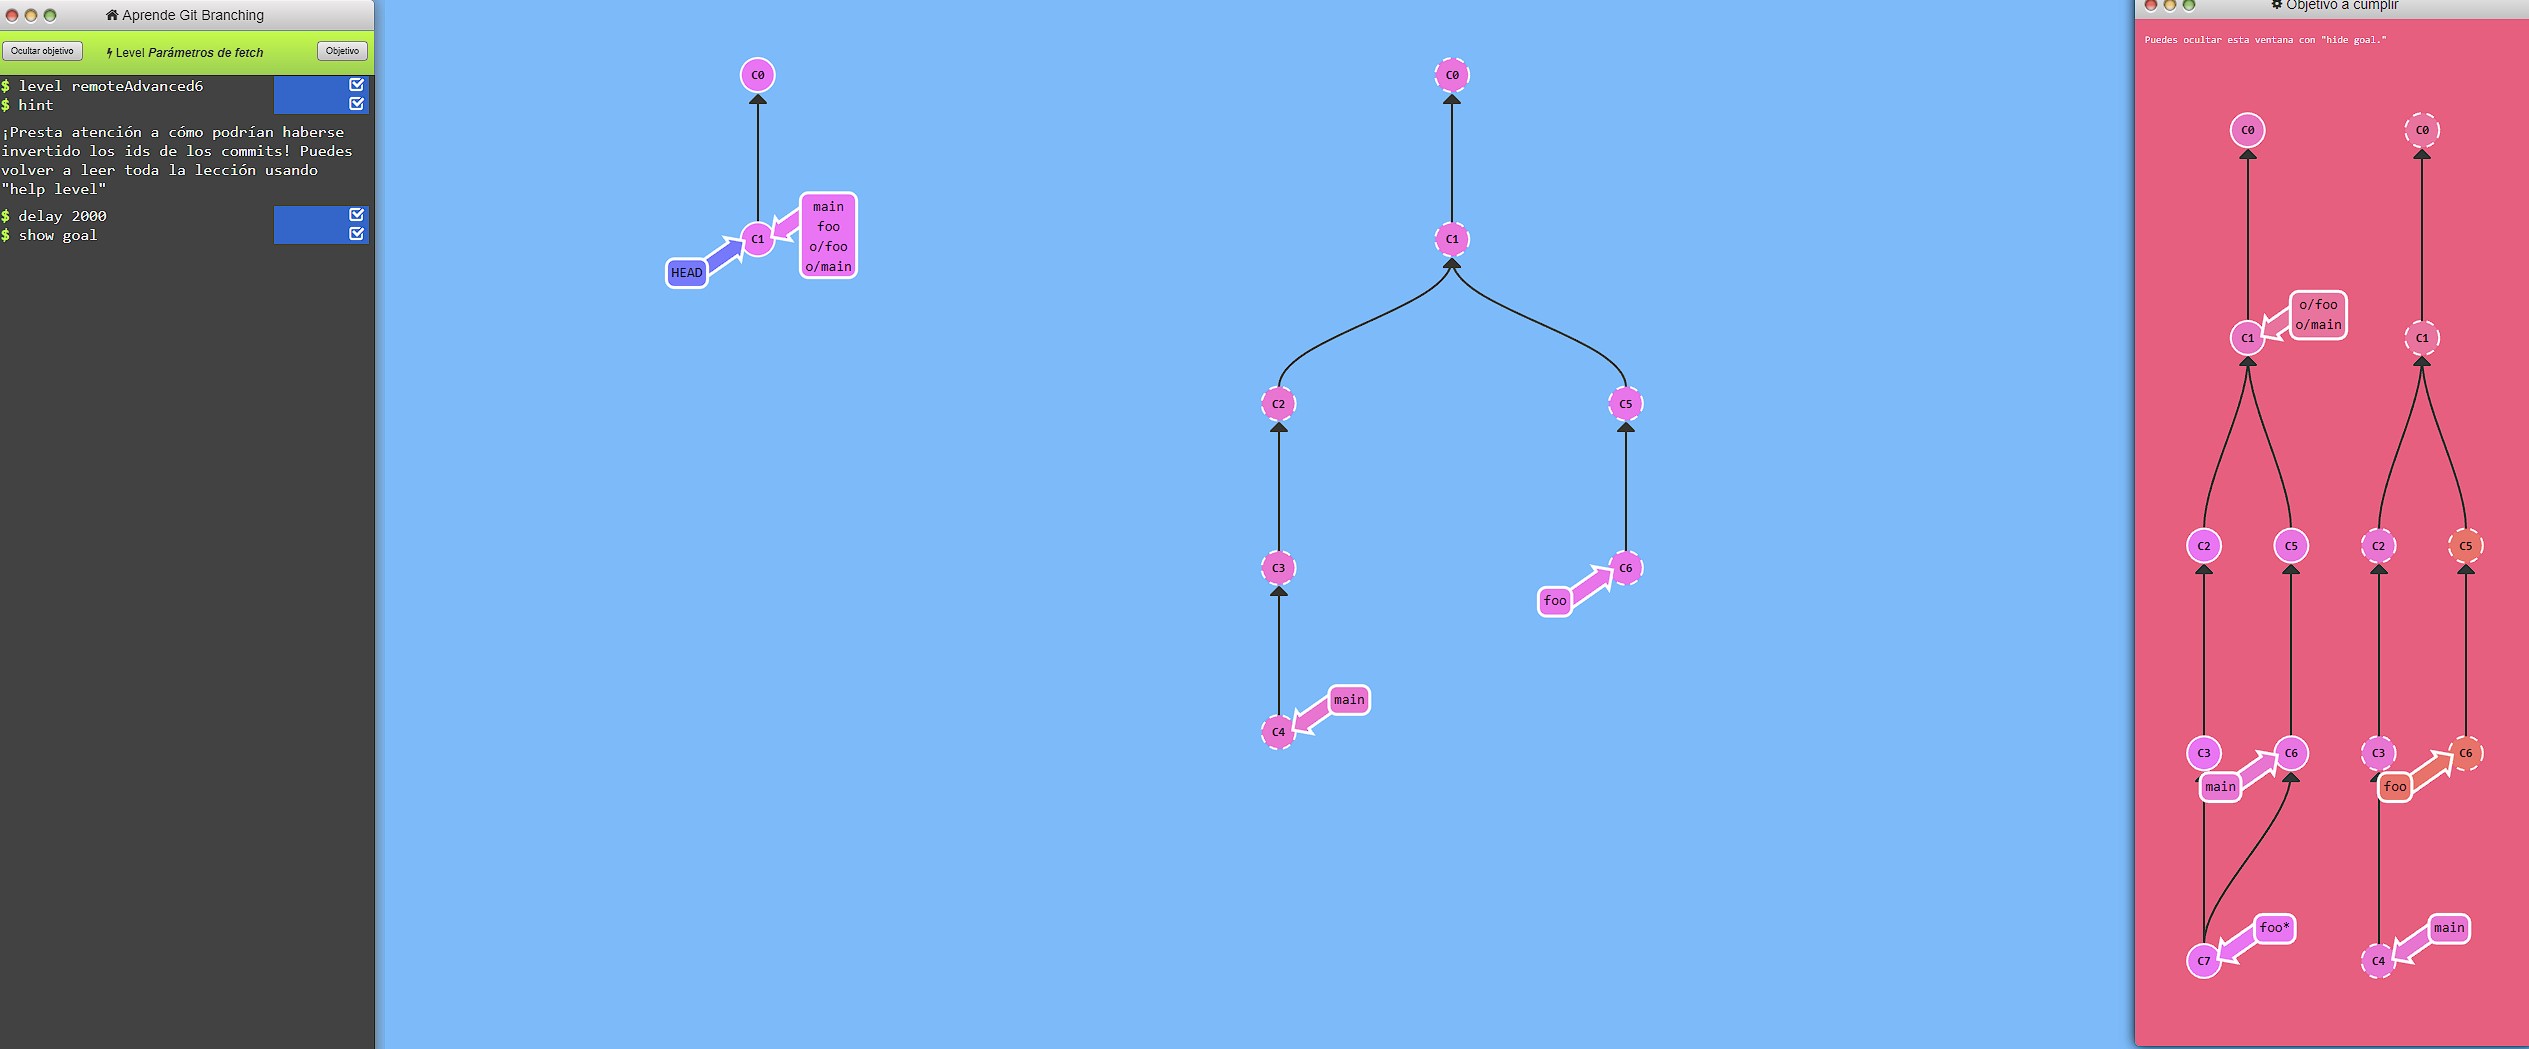 Aprende Git Branching
Ocultar objetivo
Level Parámetros de fetch
Objetivo
$ level remoteAdvanced6
$ hint
¡Presta atención a cómo podrían haberse
invertido los ids de los commits! Puedes
volver a leer toda la lección usando
"help level"
$ delay 2000
$ show goal
C0
C1
main
foo
o/foo
o/main
HEAD
C0
C1
C2
C5
C3
C6
foo
main
C4
Objetivo a cumplir
Puedes ocultar esta ventana con "hide goal."
C0
C0
o/foo
o/main
C1
C1
C2
C5
C2
C5
C3
C6
C3
C6
main
foo
foo*
main
C7
C4